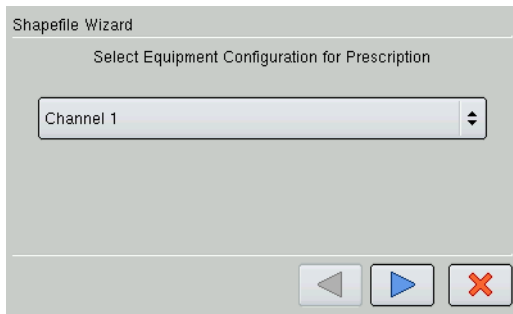 Shapefile Wizard
Select Equipment Configuration for Prescription
Channel 1